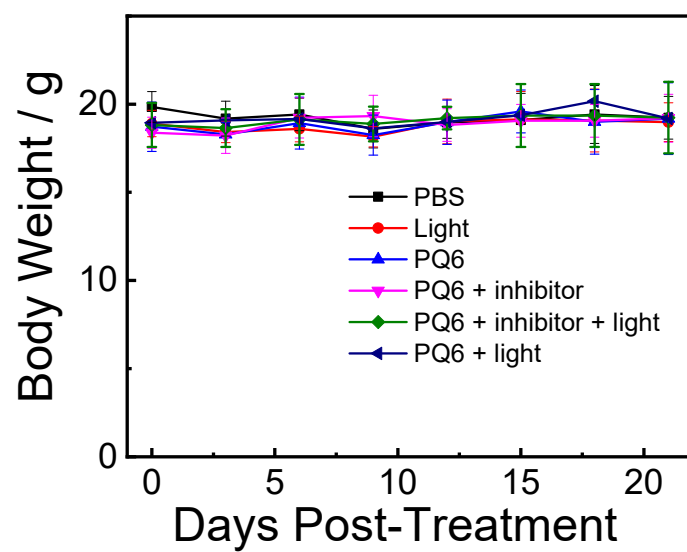 Body Weight / g
20
10
0
PBS
Light
PQ6
PQ6 + inhibitor
PQ6 + inhibitor + light
PQ6 + light
0 5 10 15 20
Days Post-Treatment